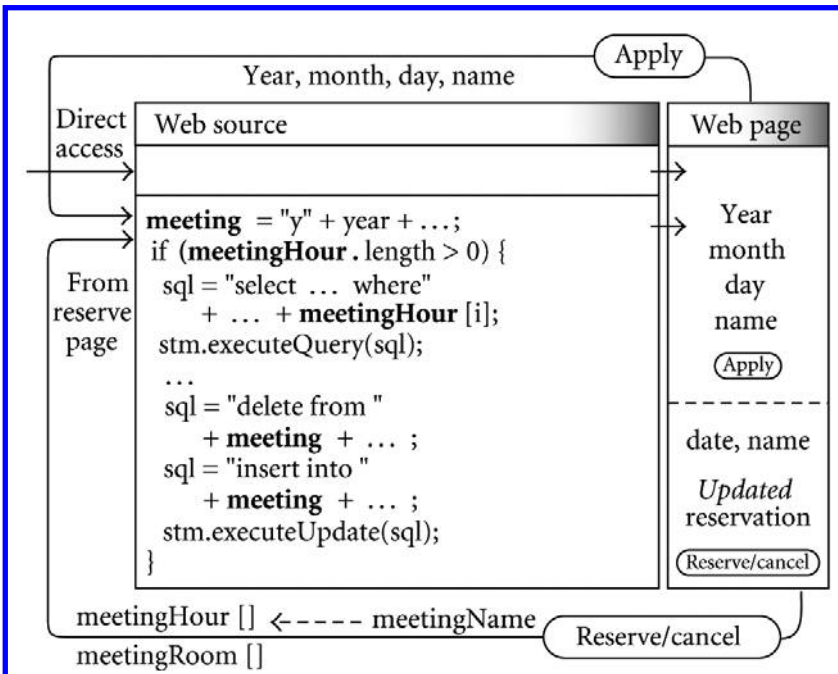 Apply
Year, month, day, name
Direct
access
Web source
Web page
meeting = "y" + year + ...;
if (meetingHour.length > 0) {
sql = "select ... where"
+ ... + meetingHour [i];
stm.executeQuery(sql);
...
sql = "delete from "
+ meeting + ... ;
sql = "insert into "
+ meeting + ... ;
stm.executeUpdate(sql);
}
From
reserve
page
Year
month
day
name
Apply
date, name
Updated
reservation
Reserve/cancel
meetingHour [] <----- meetingName
Reserve/cancel
meetingRoom []